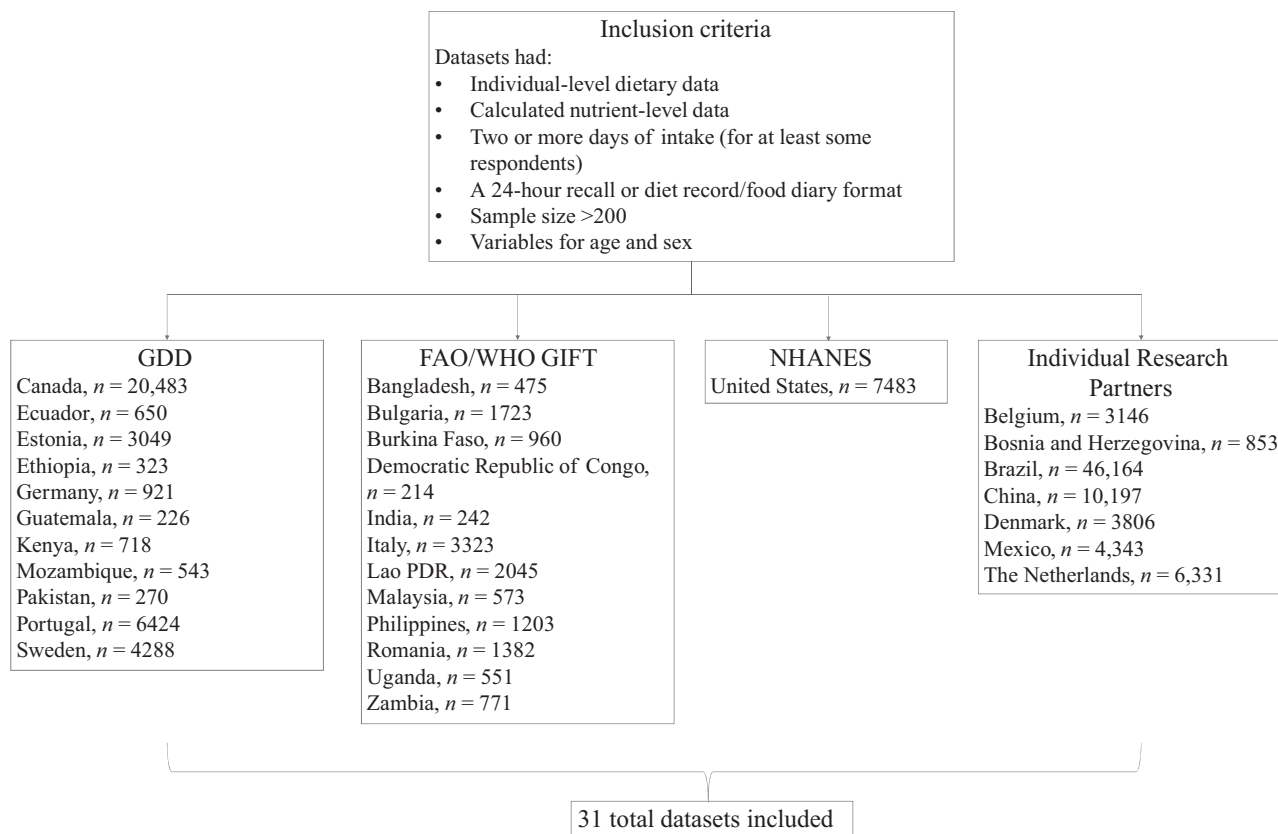 Inclusion criteria
Datasets had:
• Individual-level dietary data
• Calculated nutrient-level data
• Two or more days of intake (for at least some
respondents)
• A 24-hour recall or diet record/food diary format
• Sample size >200
• Variables for age and sex
GDD
Canada, n = 20,483
Ecuador, n = 650
Estonia, n = 3049
Ethiopia, n = 323
Germany, n = 921
Guatemala, n = 226
Kenya, n = 718
Mozambique, n = 543
Pakistan, n = 270
Portugal, n = 6424
Sweden, n = 4288
FAO/WHO GIFT
Bangladesh, n = 475
Bulgaria, n = 1723
Burkina Faso, n = 960
Democratic Republic of Congo,
n = 214
India, n = 242
Italy, n = 3323
Lao PDR, n = 2045
Malaysia, n = 573
Philippines, n = 1203
Romania, n = 1382
Uganda, n = 551
Zambia, n = 771
NHANES
United States, n = 7483
Individual Research
Partners
Belgium, n = 3146
Bosnia and Herzegovina, n = 853
Brazil, n = 46,164
China, n = 10,197
Denmark, n = 3806
Mexico, n = 4,343
The Netherlands, n = 6,331
31 total datasets included